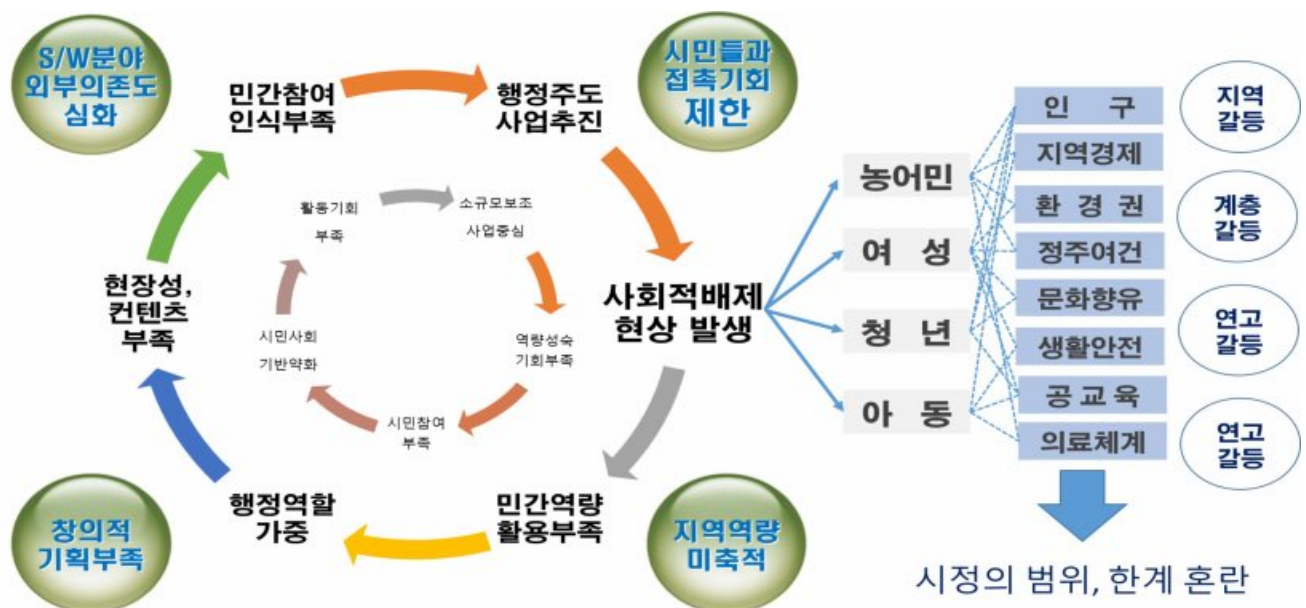 S/W분야
외부의존도
심화
시민들과
접촉기회
제한
민간참여
인식부족
행정주도
사업추진
사회적배제
현상 발생
민간역량
활용부족
행정역할
가중
현장성,
컨텐츠
부족
활동기회
부족
소규모보조
사업중심
역량성숙
기회부족
시민참여
부족
시민사회
기반약화
창의적
기획부족
지역역량
미축적
농어민
여 성
청 년
아 동
인 구
지역경제
환 경 권
정주여건
문화향유
생활안전
공 교 육
의료체계
지역
갈등
계층
갈등
연고
갈등
연고
갈등
시정의 범위, 한계 혼란